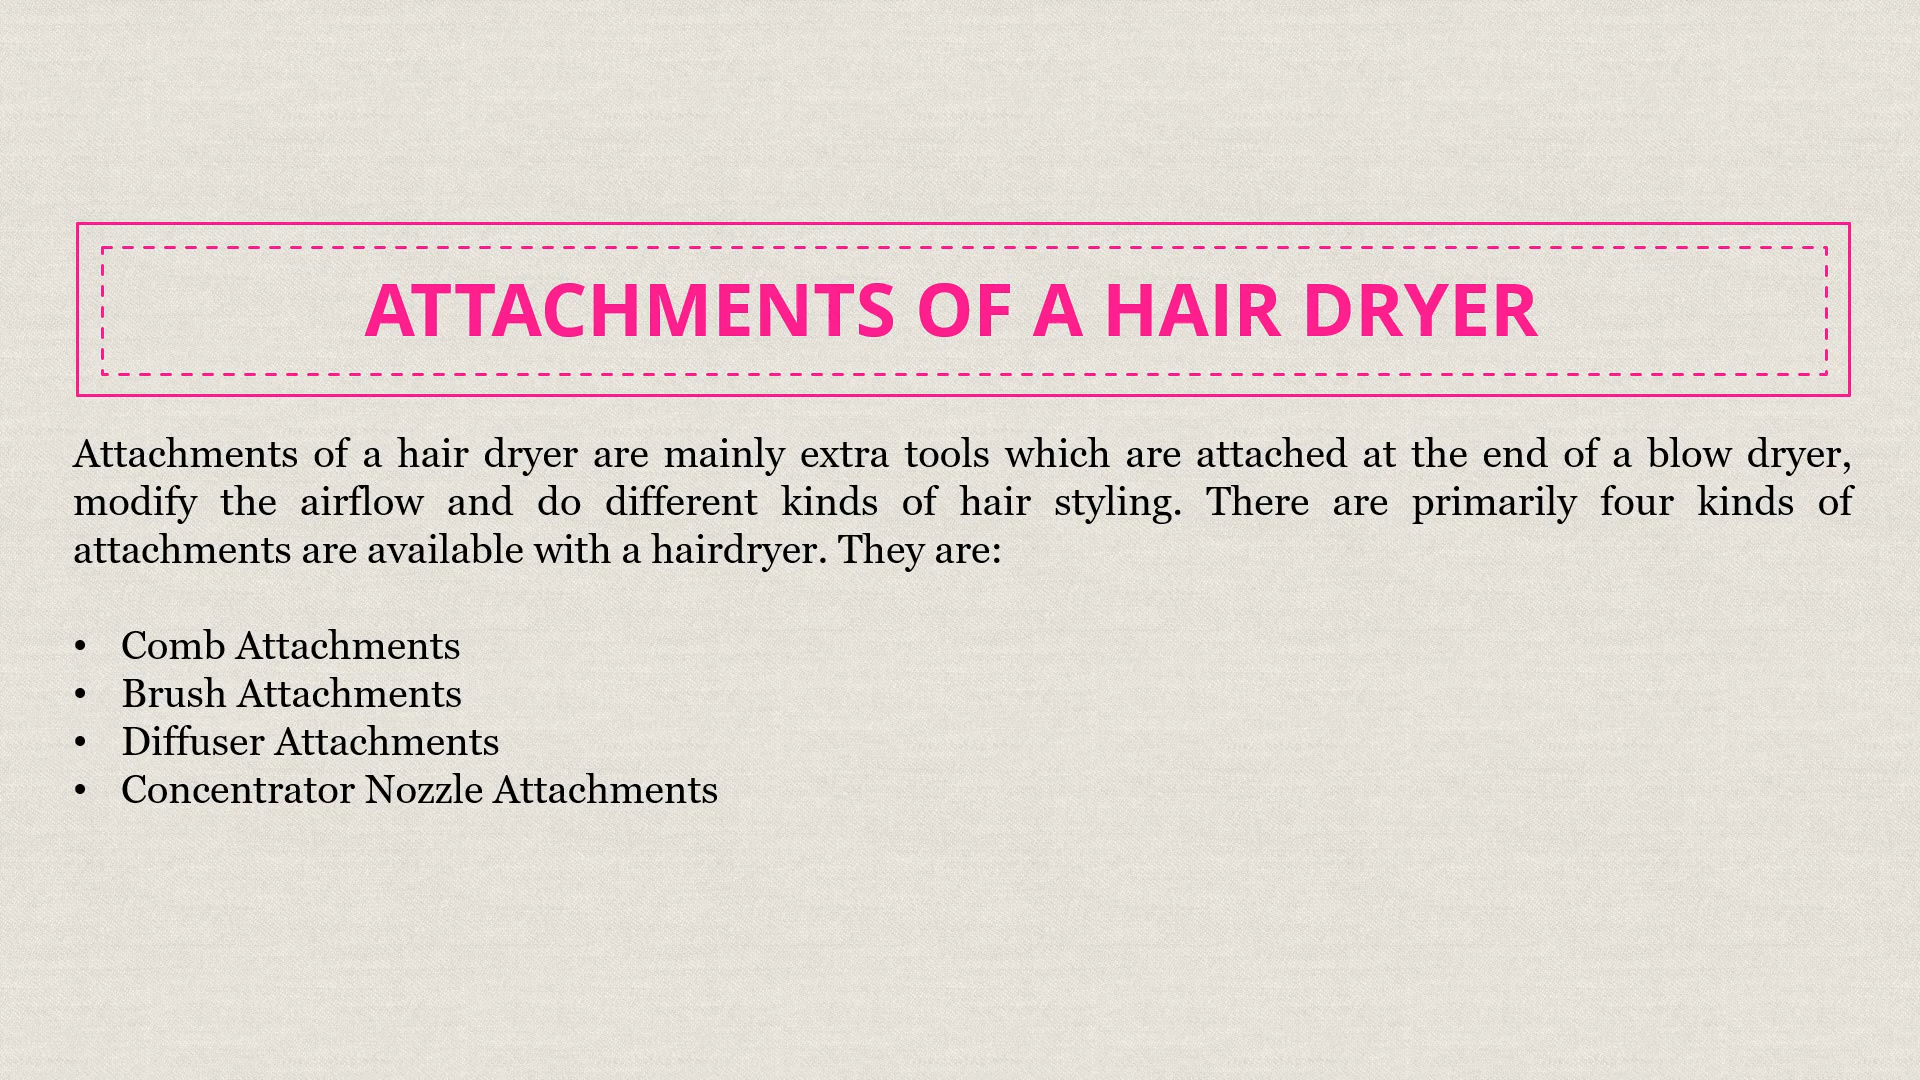 ATTACHMENTS OF A HAIR DRYER
Attachments of a hair dryer are mainly extra tools which are attached at the end of a blow dryer,
modify the airflow and do different kinds of hair styling. There are primarily four kinds of
attachments are available with a hairdryer. They are:
• Comb Attachments
• Brush Attachments
• Diffuser Attachments
• Concentrator Nozzle Attachments